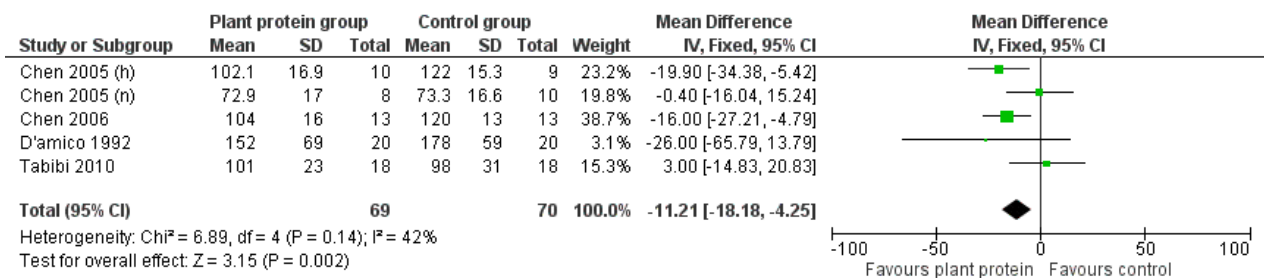 Plant protein group Control group Mean Difference Mean Difference
Study or Subgroup Mean SD Total Mean SD Total Weight IV, Fixed, 95% CI IV, Fixed, 95% CI
Chen 2005 (h) 102.1 16.9 10 122 15.3 9 23.2% -19.90 [-34.38, -5.42]
Chen 2005 (n) 72.9 17 8 73.3 16.6 10 19.8% -0.40 [-16.04, 15.24]
Chen 2006 104 16 13 120 13 13 38.7% -16.00 [-27.21, -4.79]
D'amico 1992 152 69 20 178 59 20 3.1% -26.00 [-65.79, 13.79]
Tabibi 2010 101 23 18 98 31 18 15.3% 3.00 [-14.83, 20.83]
Total (95% CI) 69 70 100.0% -11.21 [-18.18, -4.25]
Heterogeneity: Chi² = 6.89, df = 4 (P = 0.14); I² = 42%
Test for overall effect: Z = 3.15 (P = 0.002)
-100 -50 0 50 100
Favours plant protein Favours control